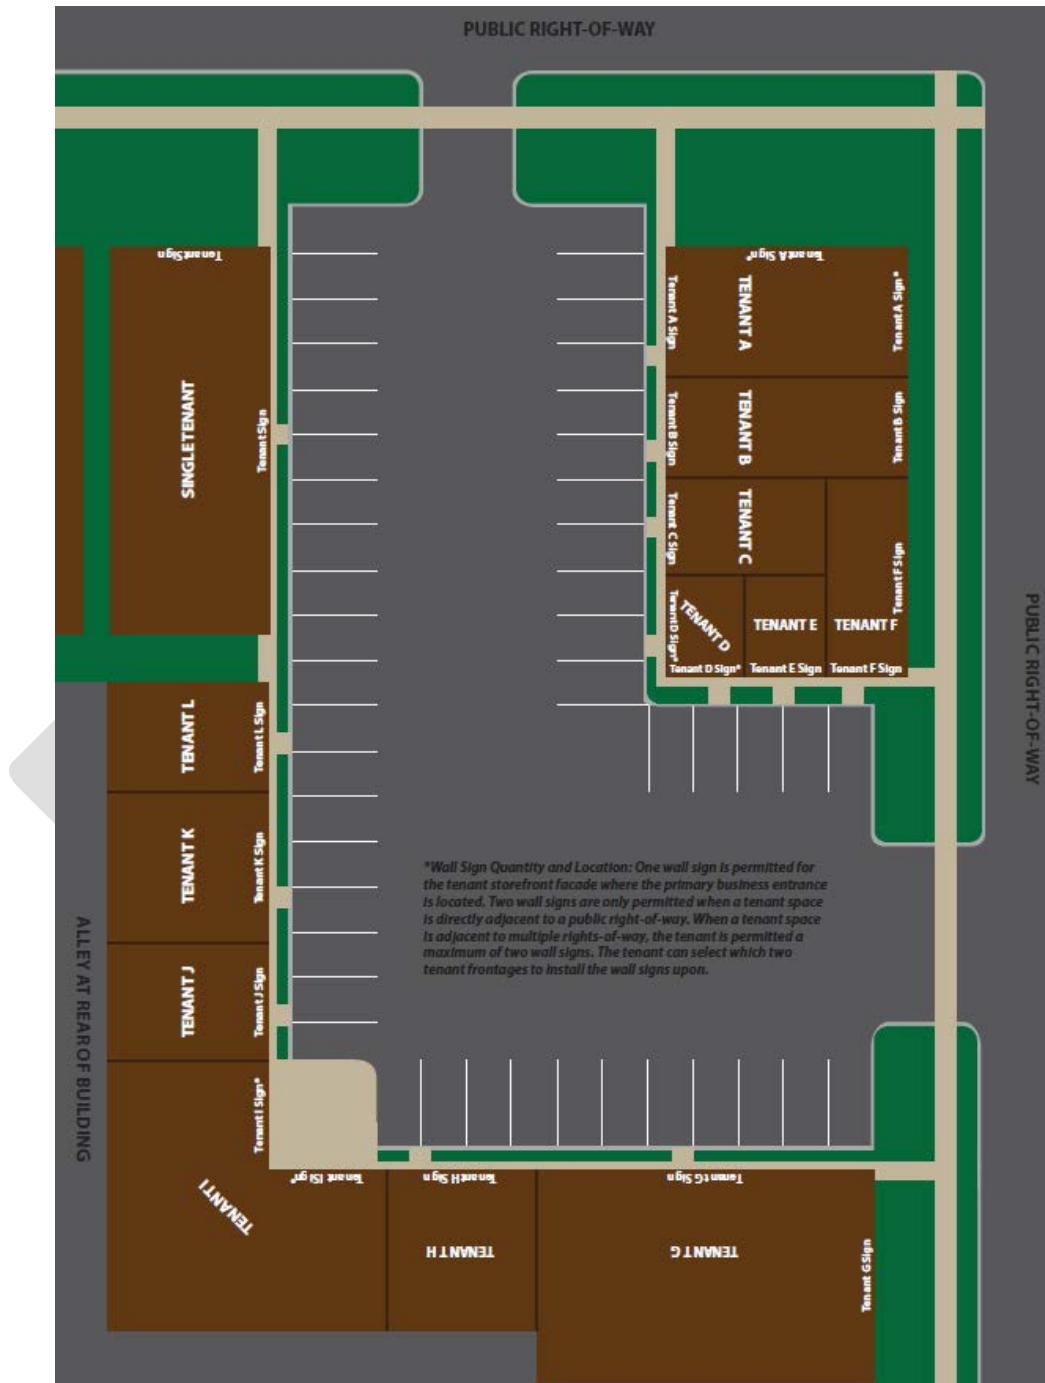 PUBLIC RIGHT-OF-WAY
Tenant Sign
Tenant A Sign*
Tenant A Sign
TENANT A
Tenant A Sign*
SINGLE TENANT
Tenant Sign
Tenant B Sign
TENANT B
Tenant B Sign
Tenant C Sign
TENANT C
Tenant F Sign
Tenant D Sign*
TENANT D
TENANT E
TENANT F
Tenant D Sign*
Tenant E Sign
Tenant F Sign
PUBLIC RIGHT-OF-WAY
TENANT L
Tenant L Sign
TENANT K
Tenant K Sign
*Wall Sign Quantity and Location: One wall sign is permitted for
the tenant storefront facade where the primary business entrance
is located. Two wall signs are only permitted when a tenant space
is directly adjacent to a public right-of-way. When a tenant space
is adjacent to multiple rights-of-way, the tenant is permitted a
maximum of two wall signs. The tenant can select which two
tenant frontages to install the wall signs upon.
ALLEY AT REAR OF BUILDING
TENANT J
Tenant J Sign
Tenant I Sign*
Tenant I Sign*
Tenant H Sign
Tenant G Sign
TENANT I
TENANT H
TENANT G
Tenant G Sign